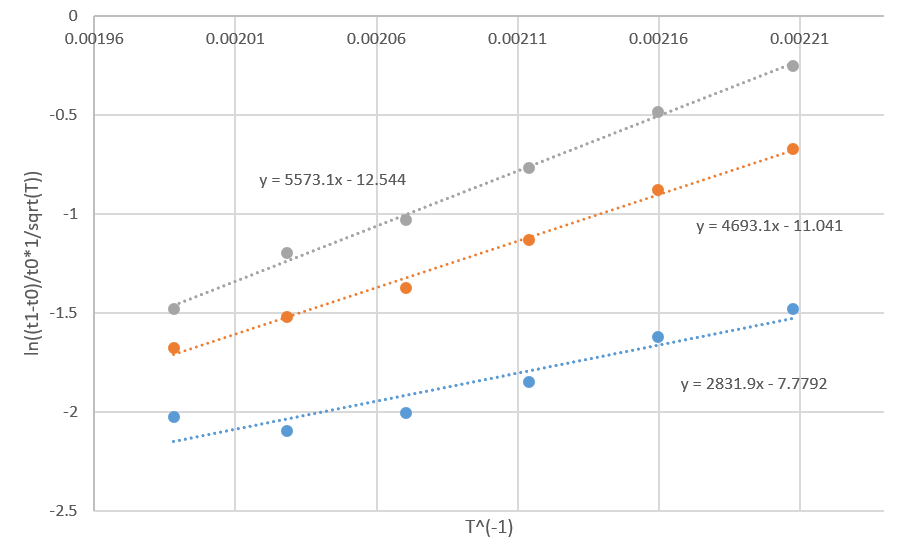 0
0.00196 0.00201 0.00206 0.00211 0.00216 0.00221
-0.5
y = 5573.1x - 12.544
-1
y = 4693.1x - 11.041
-1.5
y = 2831.9x - 7.7792
-2
-2.5
ln((t1-t0)/t0*1/sqrt(T))
T^(-1)